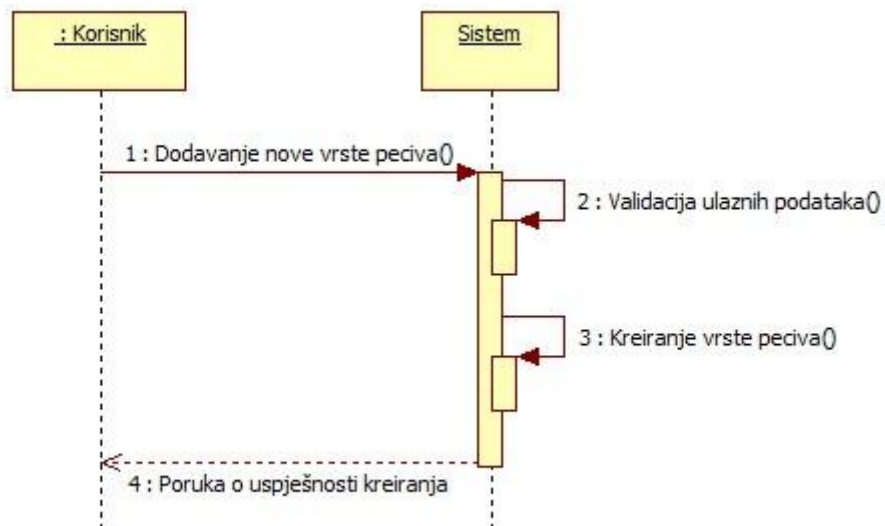 : Korisnik
Sistem
1 : Dodavanje nove vrste peciva()
2 : Validacija ulaznih podataka()
3 : Kreiranje vrste peciva()
4 : Poruka o uspješnosti kreiranja